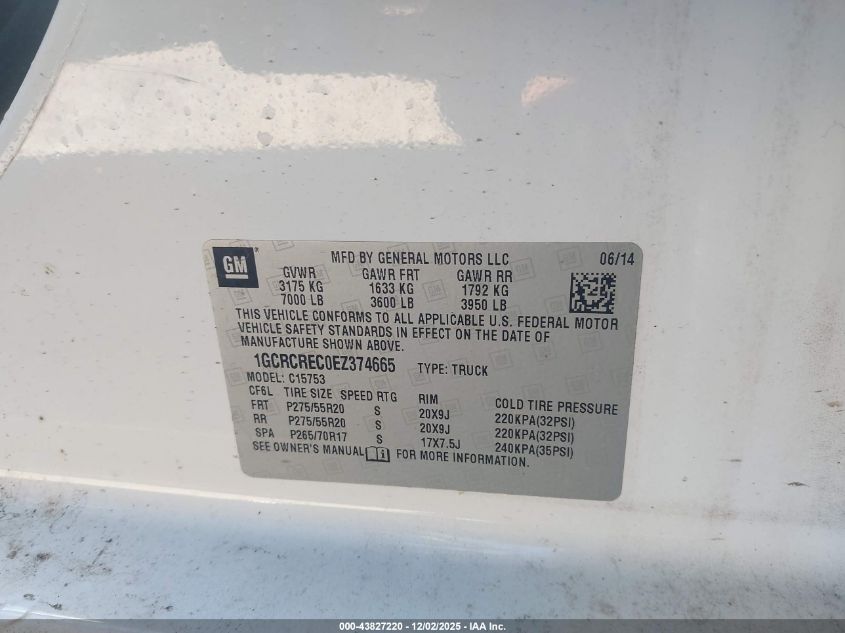 GM
MFD BY GENERAL MOTORS LLC 06/14
GVWR GAWR FRT GAWR RR
3175 KG 1633 KG 1792 KG
7000 LB 3600 LB 3950 LB
THIS VEHICLE CONFORMS TO ALL APPLICABLE U.S. FEDERAL MOTOR
VEHICLE SAFETY STANDARDS IN EFFECT ON THE DATE OF
MANUFACTURE SHOWN ABOVE.
1GCRCREC0EZ374665 TYPE: TRUCK
MODEL: C15753
CF6L TIRE SIZE SPEED RTG RIM COLD TIRE PRESSURE
FRT P275/55R20 S 20X9J 220KPA(32PSI)
RR P275/55R20 S 20X9J 220KPA(32PSI)
SPA P265/70R17 S 17X7.5J 240KPA(35PSI)
SEE OWNER'S MANUAL FOR MORE INFORMATION.
000-43827220 - 12/02/2025 - IAA Inc.